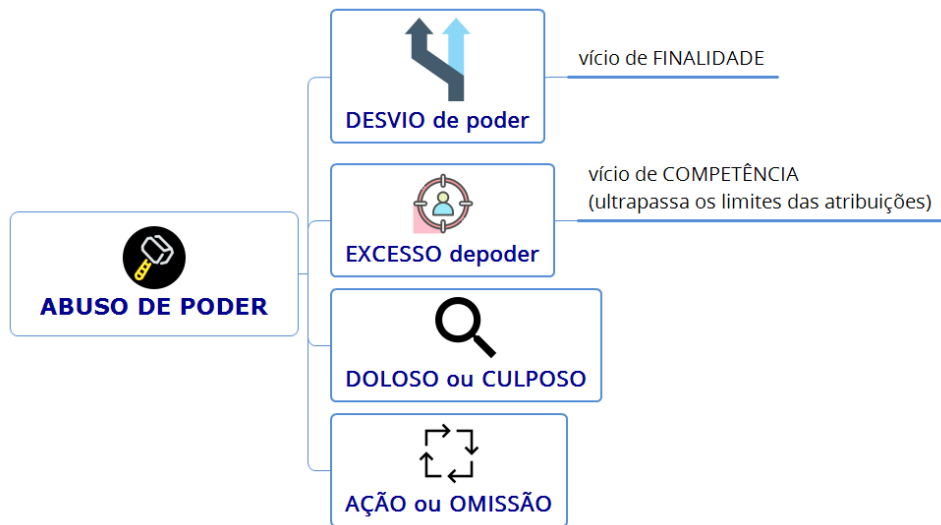 ABUSO DE PODER
DESVIO de poder
vício de FINALIDADE
EXCESSO depoder
vício de COMPETÊNCIA
(ultrapassa os limites das atribuições)
DOLOSO ou CULPOSO
AÇÃO ou OMISSÃO